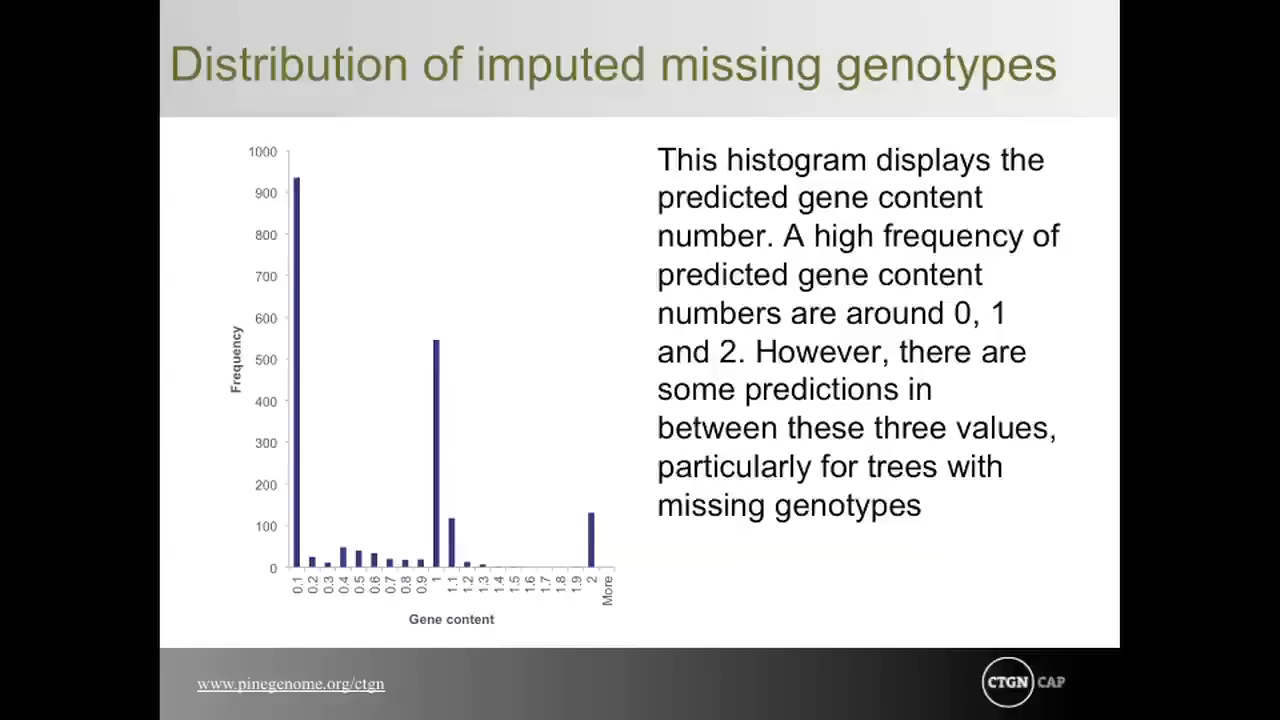 Distribution of imputed missing genotypes
1000
900
800
700
600
500
400
300
200
100
0
Frequency
0.1
0.2
0.3
0.4
0.5
0.6
0.7
0.8
0.9
1
1.1
1.2
1.3
1.4
1.5
1.6
1.7
1.8
1.9
2
More
Gene content
This histogram displays the
predicted gene content
number. A high frequency of
predicted gene content
numbers are around 0, 1
and 2. However, there are
some predictions in
between these three values,
particularly for trees with
missing genotypes
www.pinegenome.org/ctgn
CTGN CAP